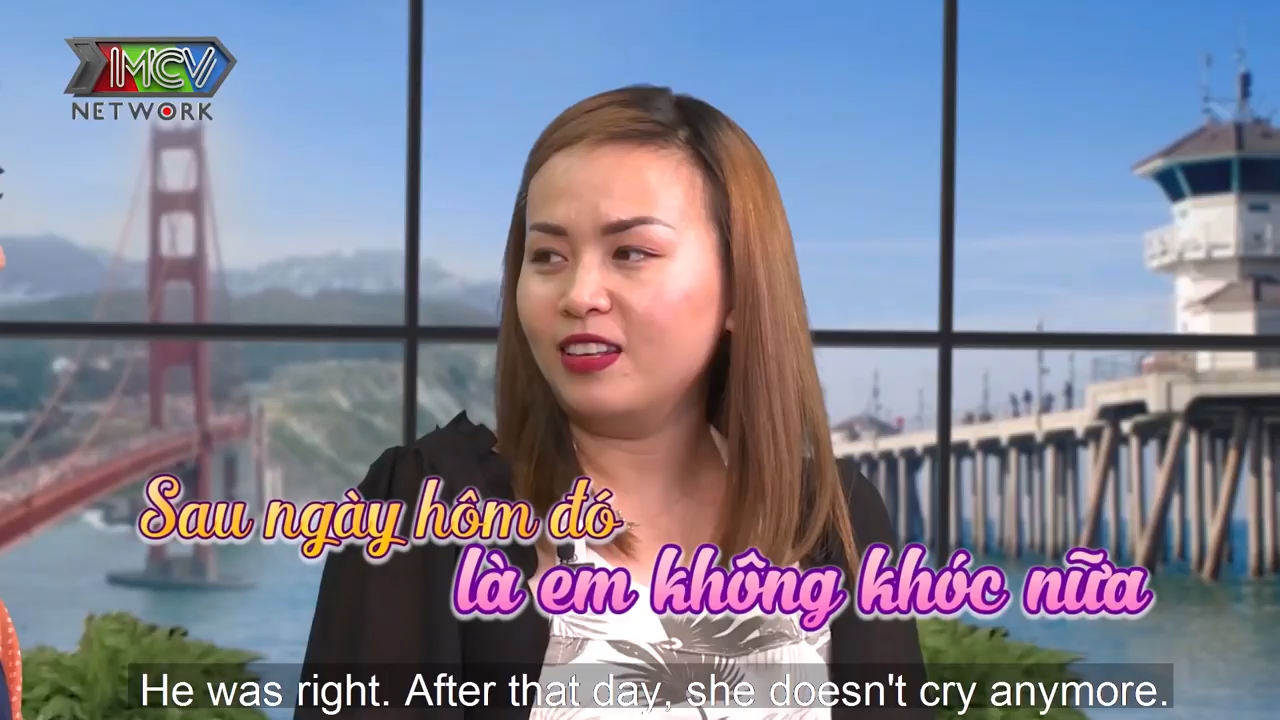 MCV
NETWORK
Sau ngày hôm đó
là em không khóc nữa
He was right. After that day, she doesn't cry anymore.